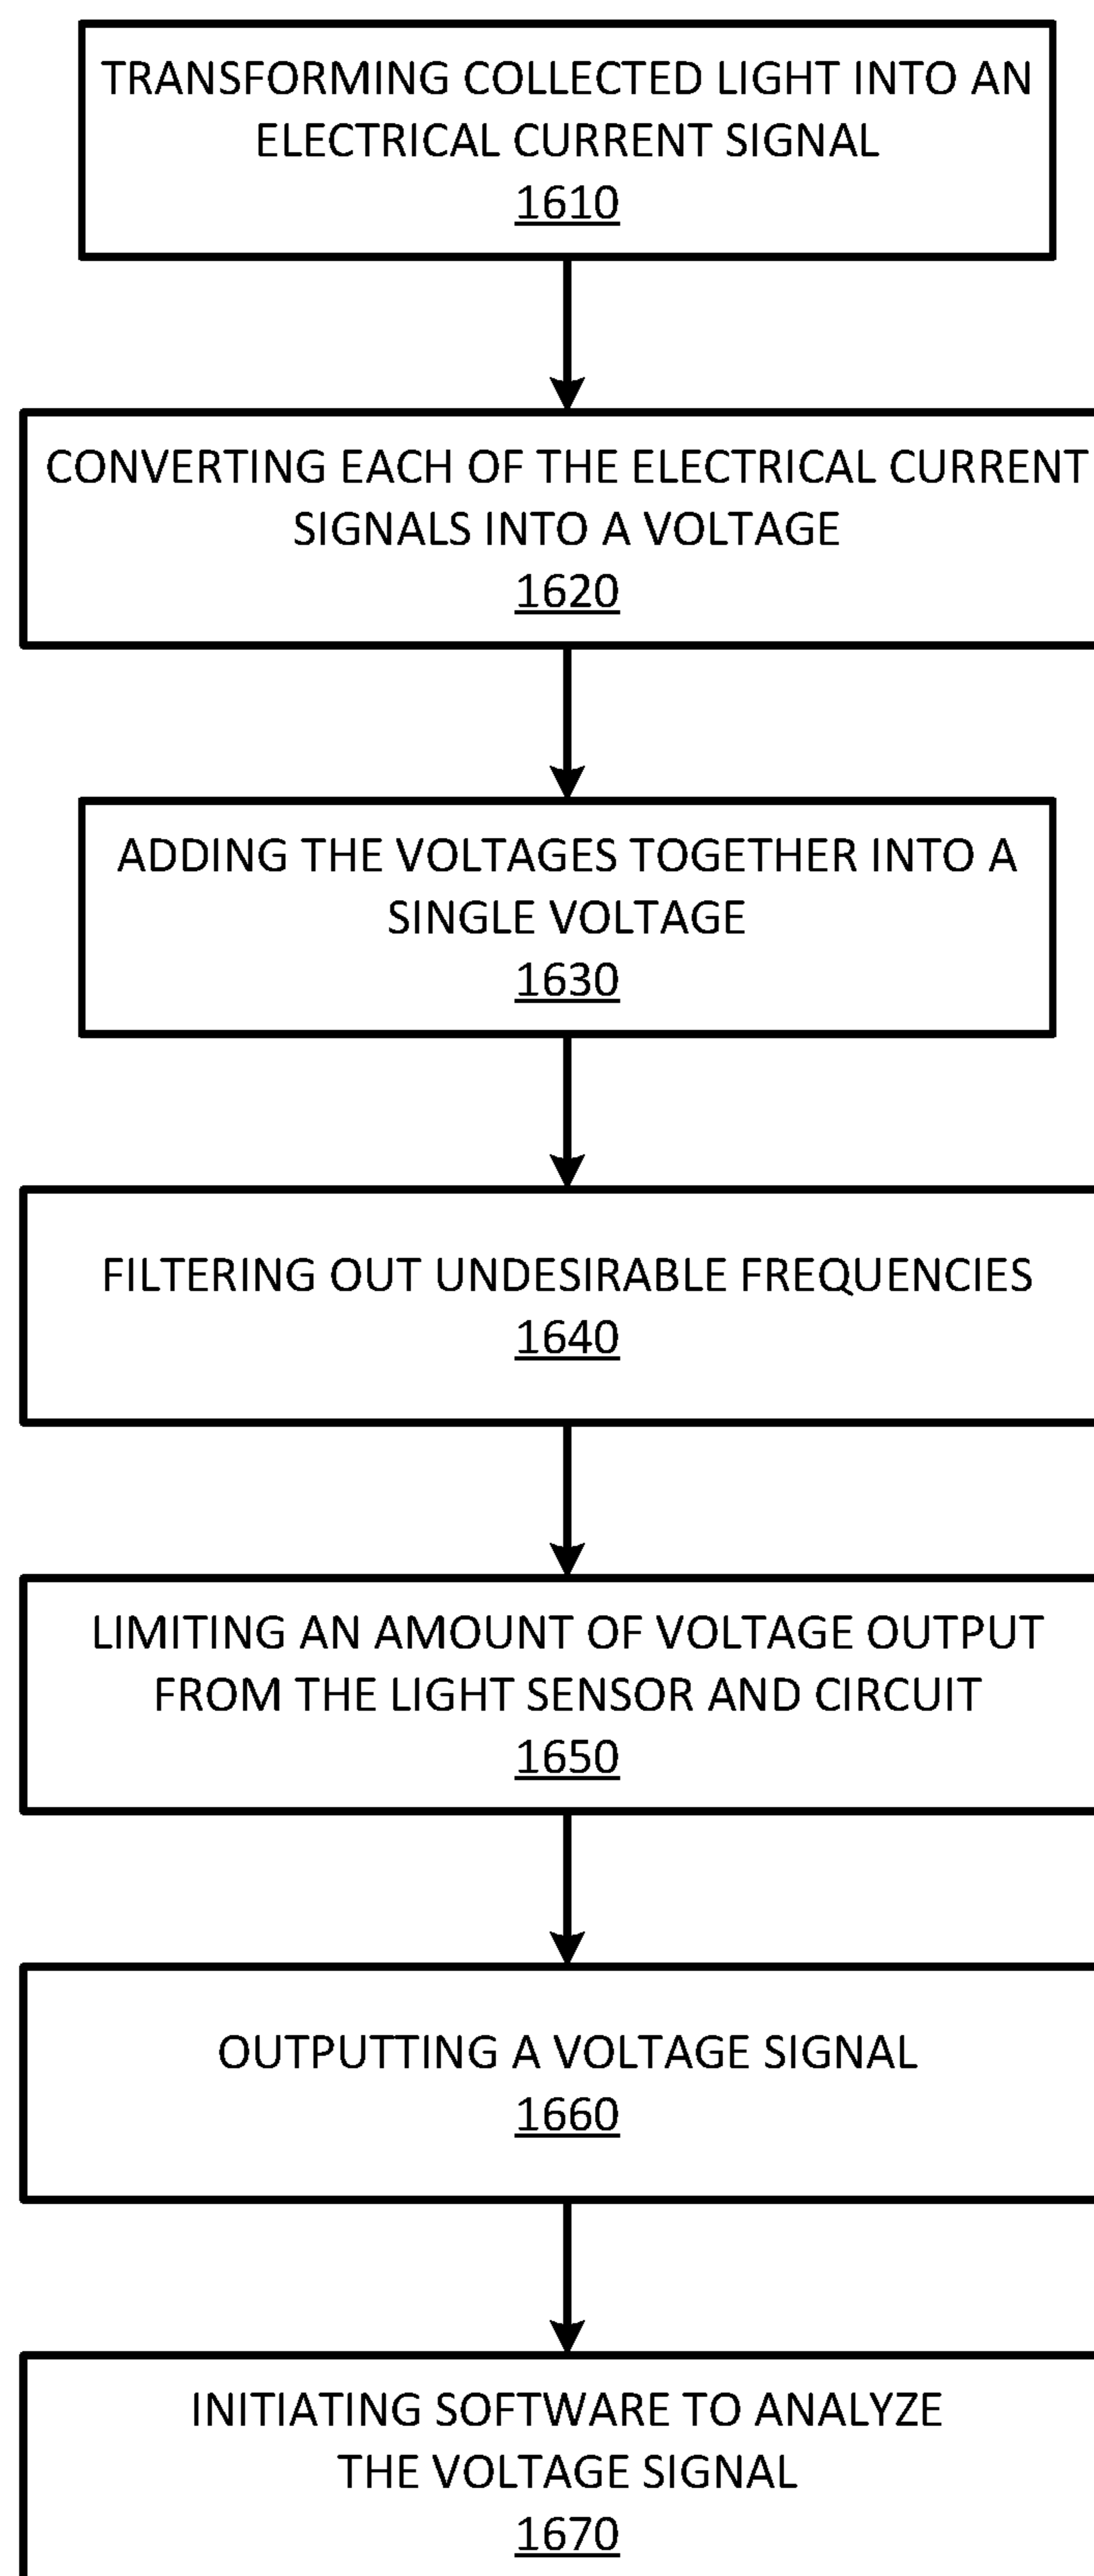 TRANSFORMING COLLECTED LIGHT INTO AN
ELECTRICAL CURRENT SIGNAL
1610
CONVERTING EACH OF THE ELECTRICAL CURRENT
SIGNALS INTO A VOLTAGE
1620
ADDING THE VOLTAGES TOGETHER INTO A
SINGLE VOLTAGE
1630
FILTERING OUT UNDESIRABLE FREQUENCIES
1640
LIMITING AN AMOUNT OF VOLTAGE OUTPUT
FROM THE LIGHT SENSOR AND CIRCUIT
1650
OUTPUTTING A VOLTAGE SIGNAL
1660
INITIATING SOFTWARE TO ANALYZE
THE VOLTAGE SIGNAL
1670